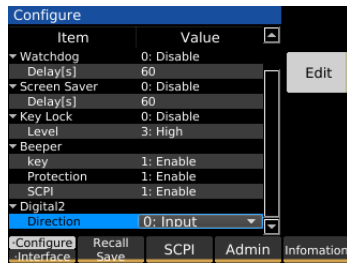 Configure
Item Value
Watchdog 0: Disable
Delay[s] 60
Edit
Screen Saver 0: Disable
Delay[s] 60
Key Lock 0: Disable
Level 3: High
Beeper
key 1: Enable
Protection 1: Enable
SCPI 1: Enable
Digital2
Direction 0: Input
·Configure Recall SCPI Admin Infomation
·Interface Save